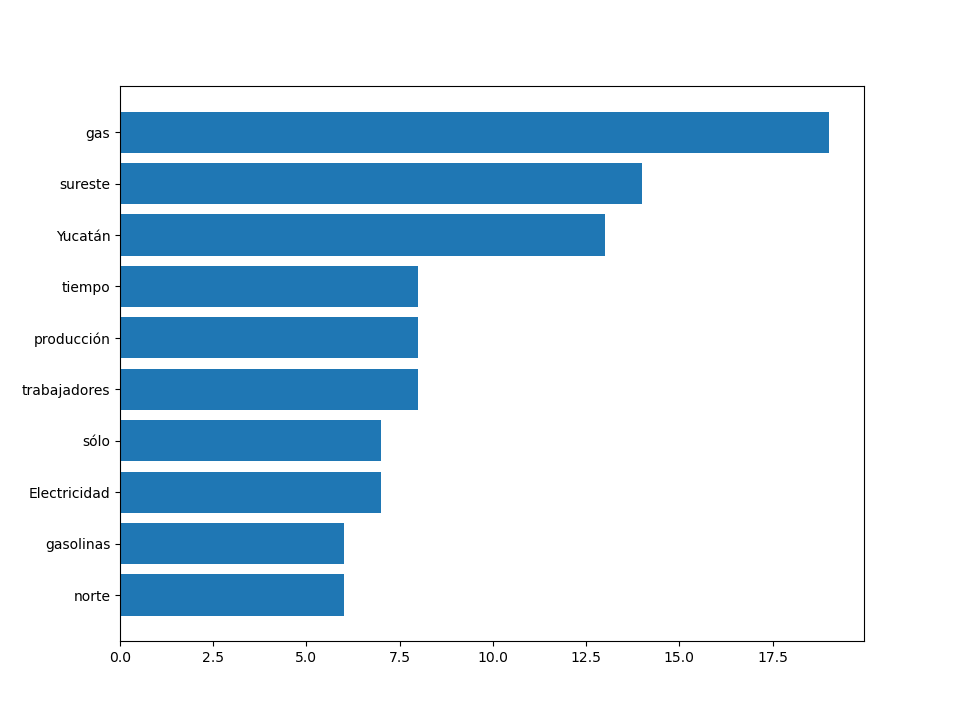 gas
sureste
Yucatán
tiempo
producción
trabajadores
sólo
Electricidad
gasolinas
norte
0.0 2.5 5.0 7.5 10.0 12.5 15.0 17.5